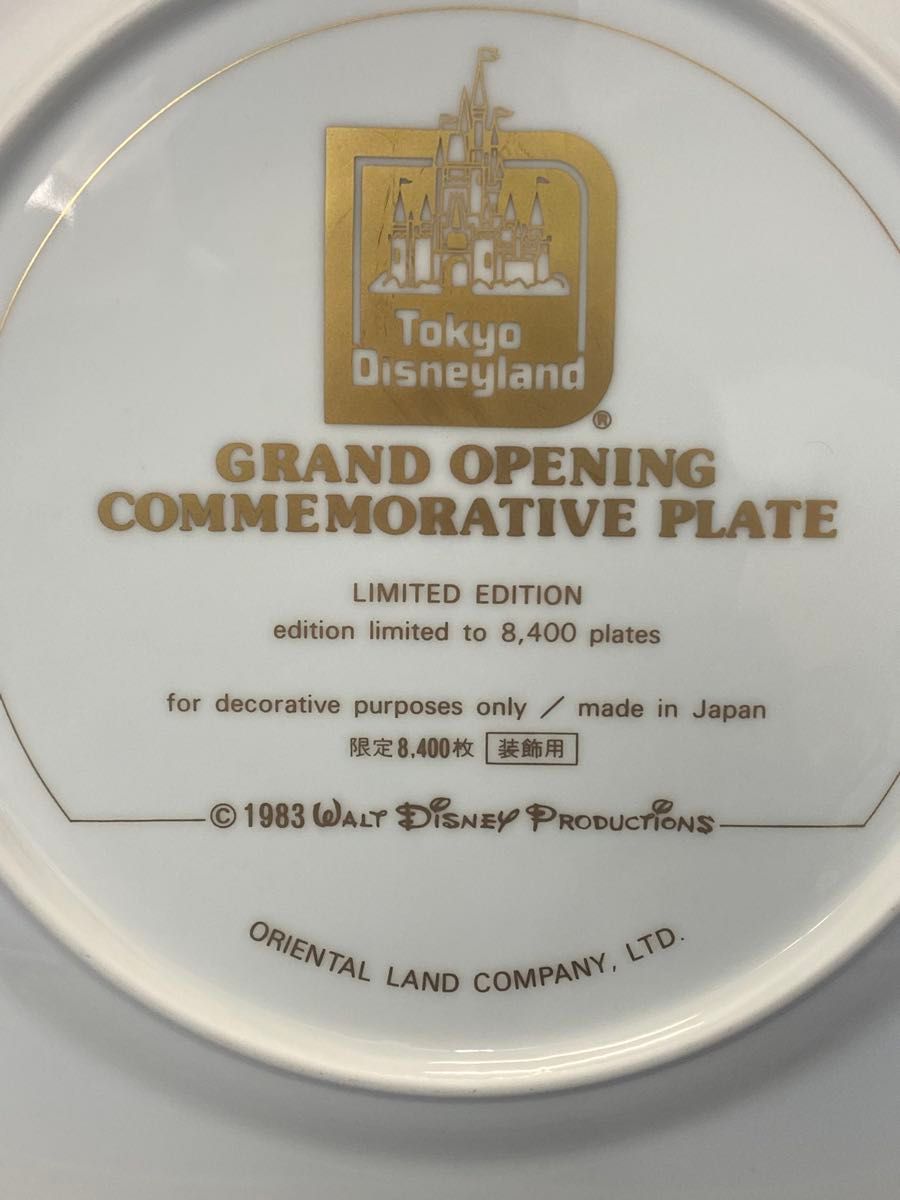 Tokyo
Disneyland
®
GRAND OPENING
COMMEMORATIVE PLATE
LIMITED EDITION
edition limited to 8,400 plates
for decorative purposes only / made in Japan
限定8,400枚 装飾用
© 1983 WALT DISNEY PRODUCTIONS
ORIENTAL LAND COMPANY, LTD.